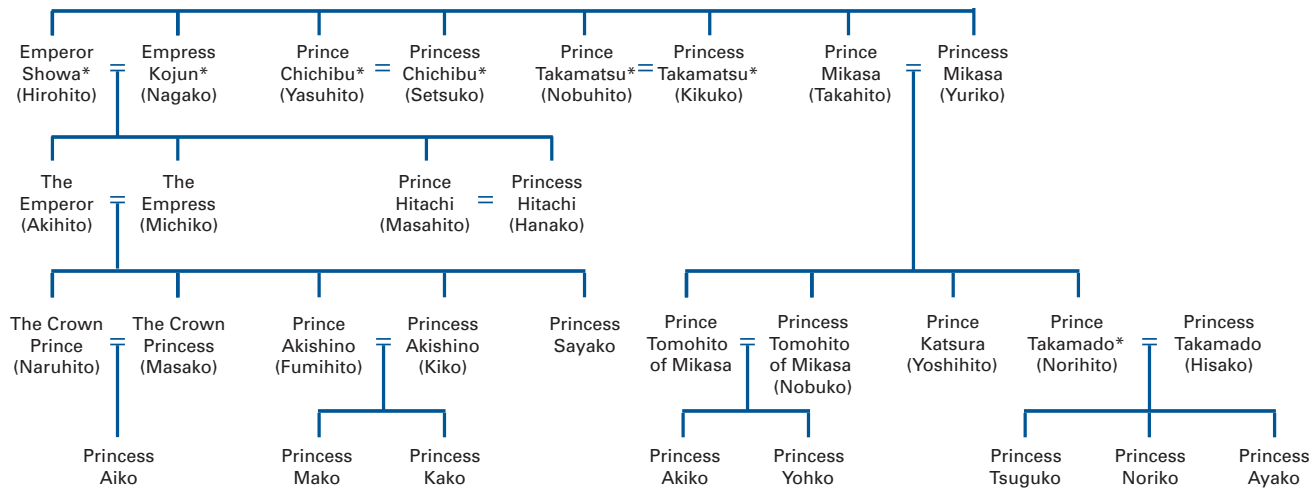 Emperor
Showa*
(Hirohito)
=
Empress
Kojun*
(Nagako)
Prince
Chichibu*
(Yasuhito)
=
Princess
Chichibu*
(Setsuko)
Prince
Takamatsu*
(Nobuhito)
=
Princess
Takamatsu*
(Kikuko)
Prince
Mikasa
(Takahito)
=
Princess
Mikasa
(Yuriko)
The
Emperor
(Akihito)
=
The
Empress
(Michiko)
Prince
Hitachi
(Masahito)
=
Princess
Hitachi
(Hanako)
The Crown
Prince
(Naruhito)
=
The Crown
Princess
(Masako)
Prince
Akishino
(Fumihito)
=
Princess
Akishino
(Kiko)
Princess
Sayako
Prince
Tomohito
of Mikasa
=
Princess
Tomohito
of Mikasa
(Nobuko)
Prince
Katsura
(Yoshihito)
Prince
Takamado*
(Norihito)
=
Princess
Takamado
(Hisako)
Princess
Aiko
Princess
Mako
Princess
Kako
Princess
Akiko
Princess
Yohko
Princess
Tsuguko
Princess
Noriko
Princess
Ayako